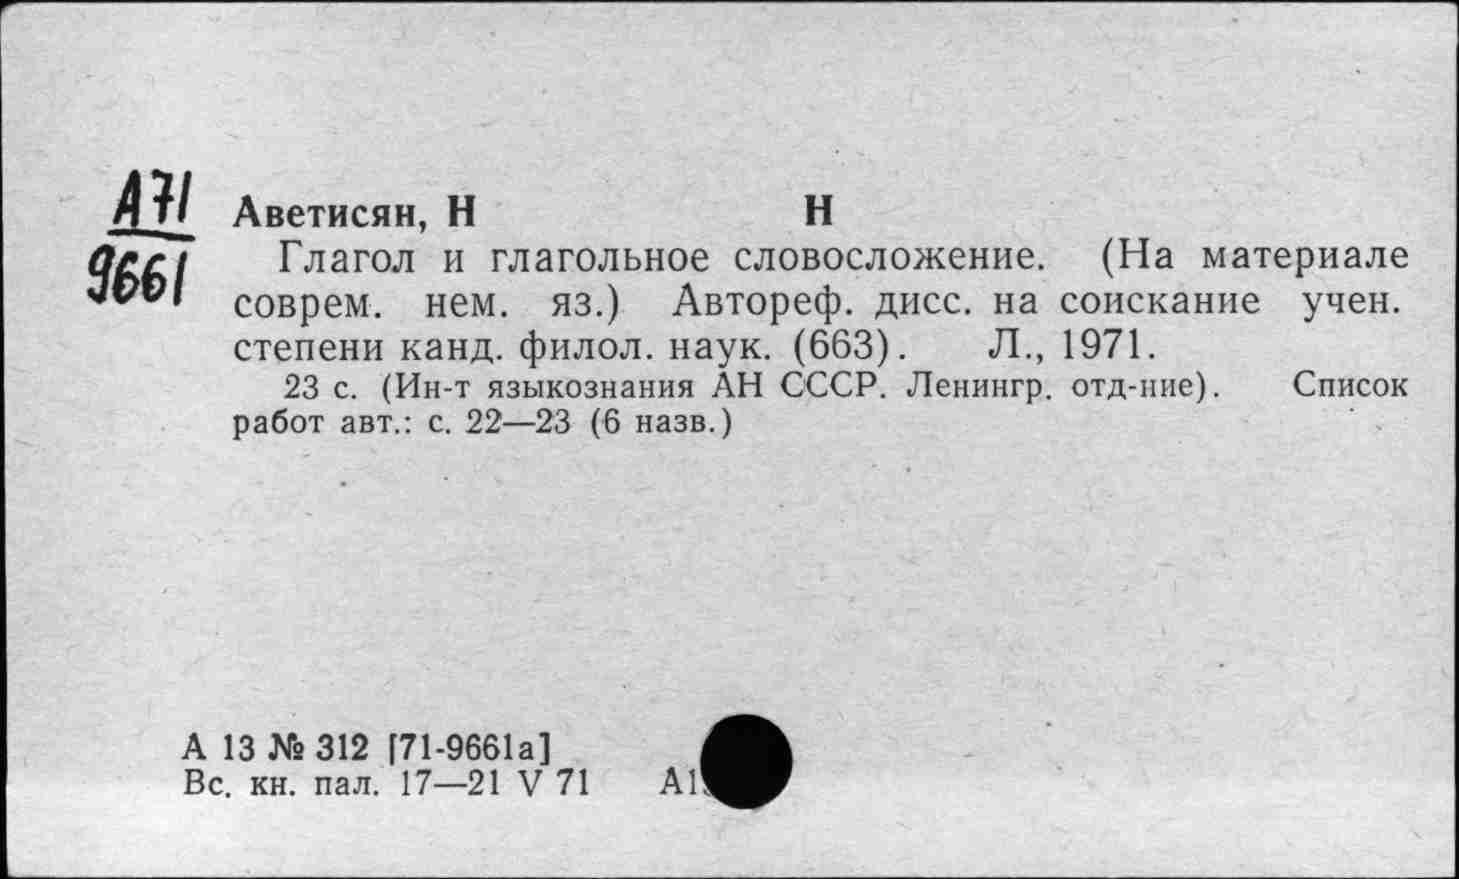 А71 Аветисян, Н Н
9661 Глагол и глагольное словосложение. (На материале
соврем. нем. яз.) Автореф. дисс. на соискание учен.
степени канд. филол. наук. (663). Л., 1971.
23 с. (Ин-т языкознания АН СССР. Ленингр. отд-ние). Список
работ авт.: с. 22—23 (6 назв.)
А 13 № 312 [71-9661а]
Вс. кн. пал. 17—21 V 71